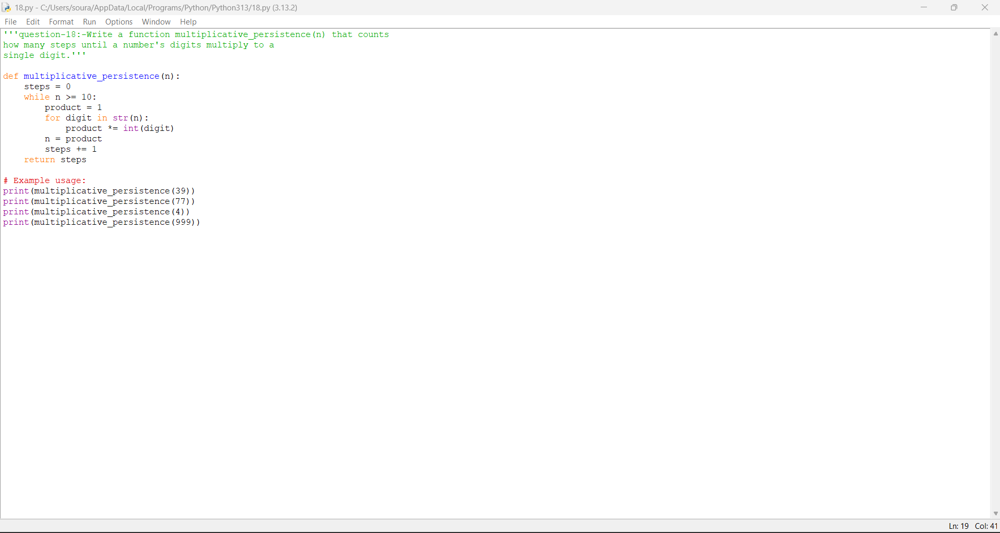 18.py - C:/Users/soura/AppData/Local/Programs/Python/Python313/18.py (3.13.2)
File Edit Format Run Options Window Help
'''question-18:-Write a function multiplicative_persistence(n) that counts
how many steps until a number's digits multiply to a
single digit.'''
def multiplicative_persistence(n):
    steps = 0
    while n >= 10:
        product = 1
        for digit in str(n):
            product *= int(digit)
        n = product
        steps += 1
    return steps
# Example usage:
print(multiplicative_persistence(39))
print(multiplicative_persistence(77))
print(multiplicative_persistence(4))
print(multiplicative_persistence(999))
Ln: 19 Col: 41